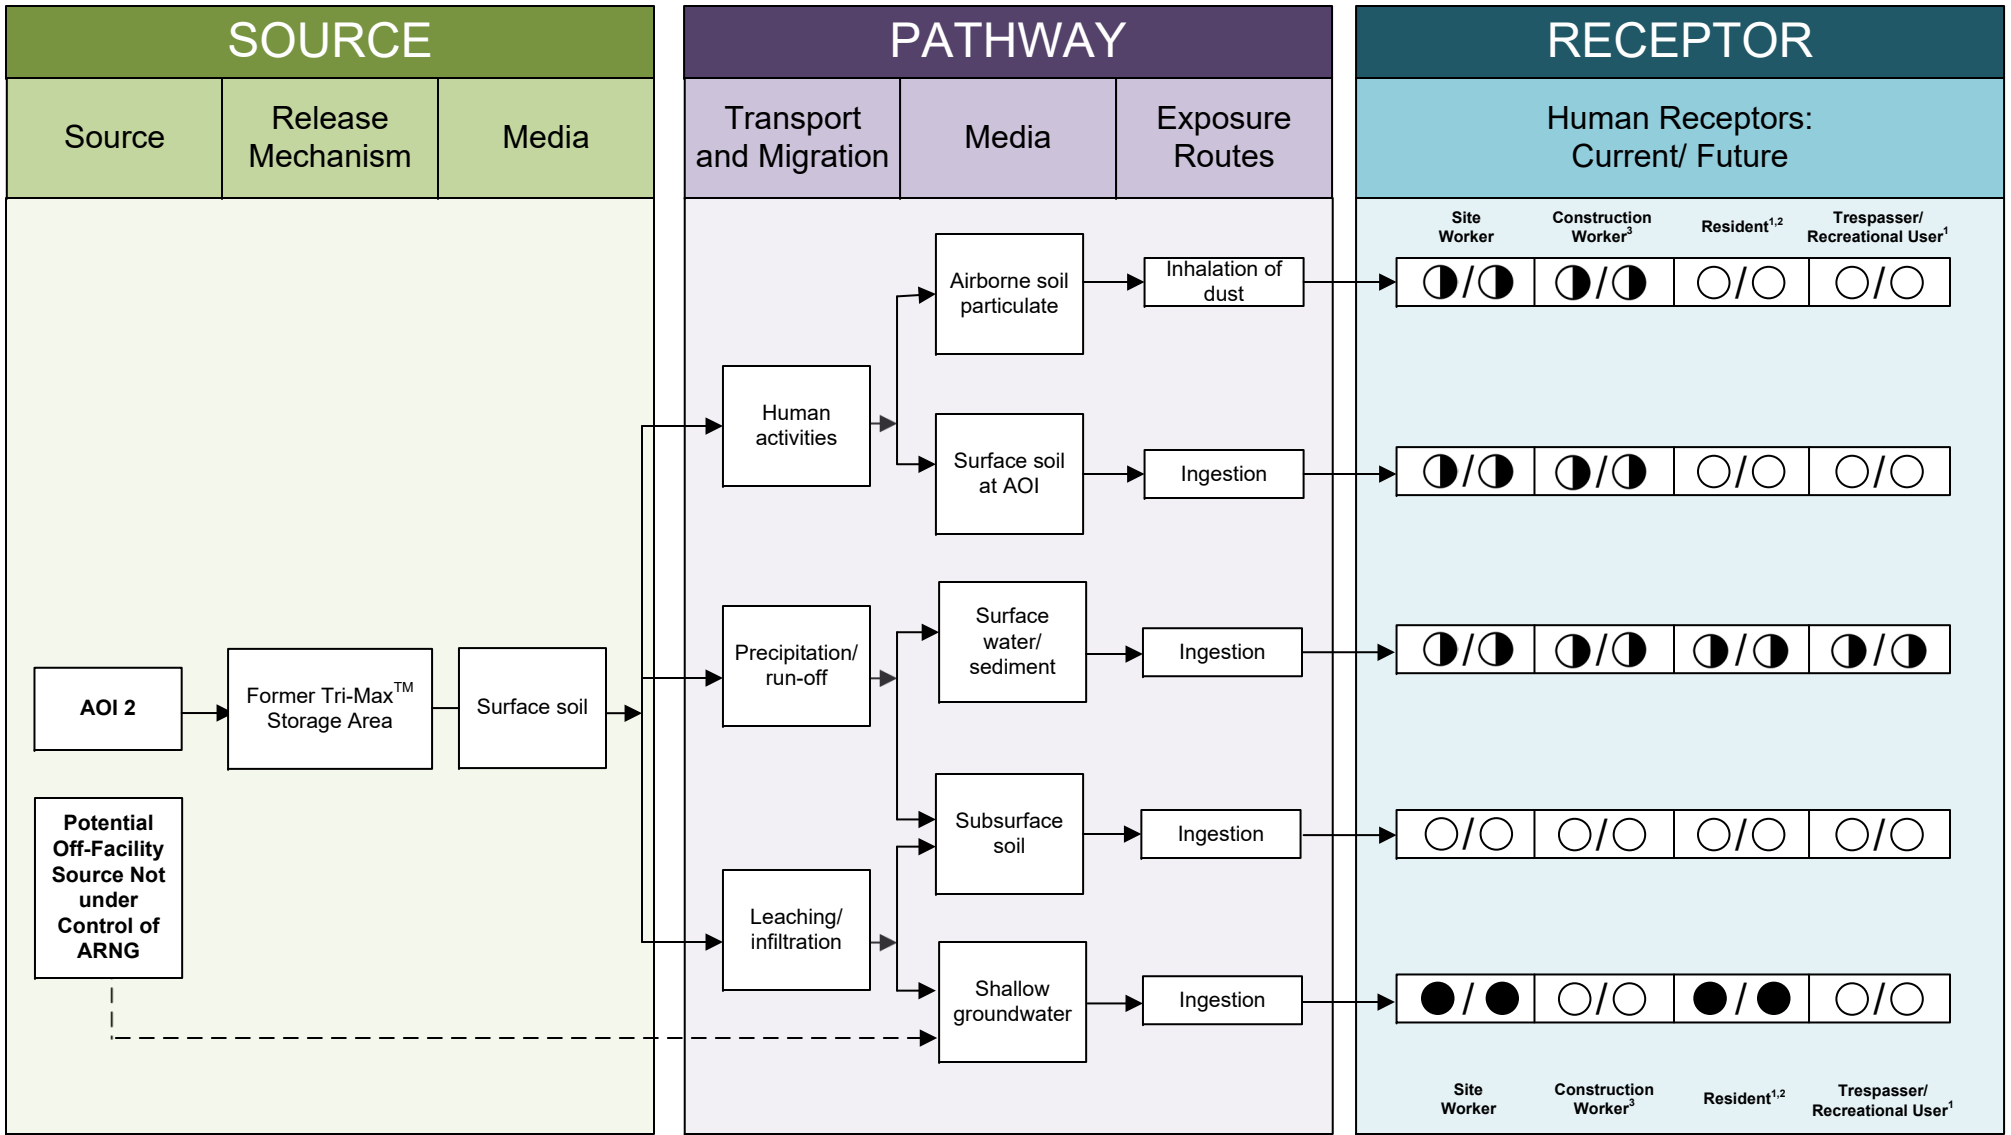 SOURCE
PATHWAY
RECEPTOR
Source
Release
Mechanism
Media
Transport
and Migration
Media
Exposure
Routes
Human Receptors:
Current/ Future
Site
Worker
Construction
Worker³
Resident¹,²
Trespasser/
Recreational User¹
Airborne soil
particulate
Inhalation of
dust
Human
activities
Surface soil
at AOI
Ingestion
Precipitation/
run-off
Surface
water/
sediment
Ingestion
AOI 2
Former Tri-Max™
Storage Area
Surface soil
Potential
Off-Facility
Source Not
under
Control of
ARNG
Subsurface
soil
Ingestion
Leaching/
infiltration
Shallow
groundwater
Ingestion
Site
Worker
Construction
Worker³
Resident¹,²
Trespasser/
Recreational User¹